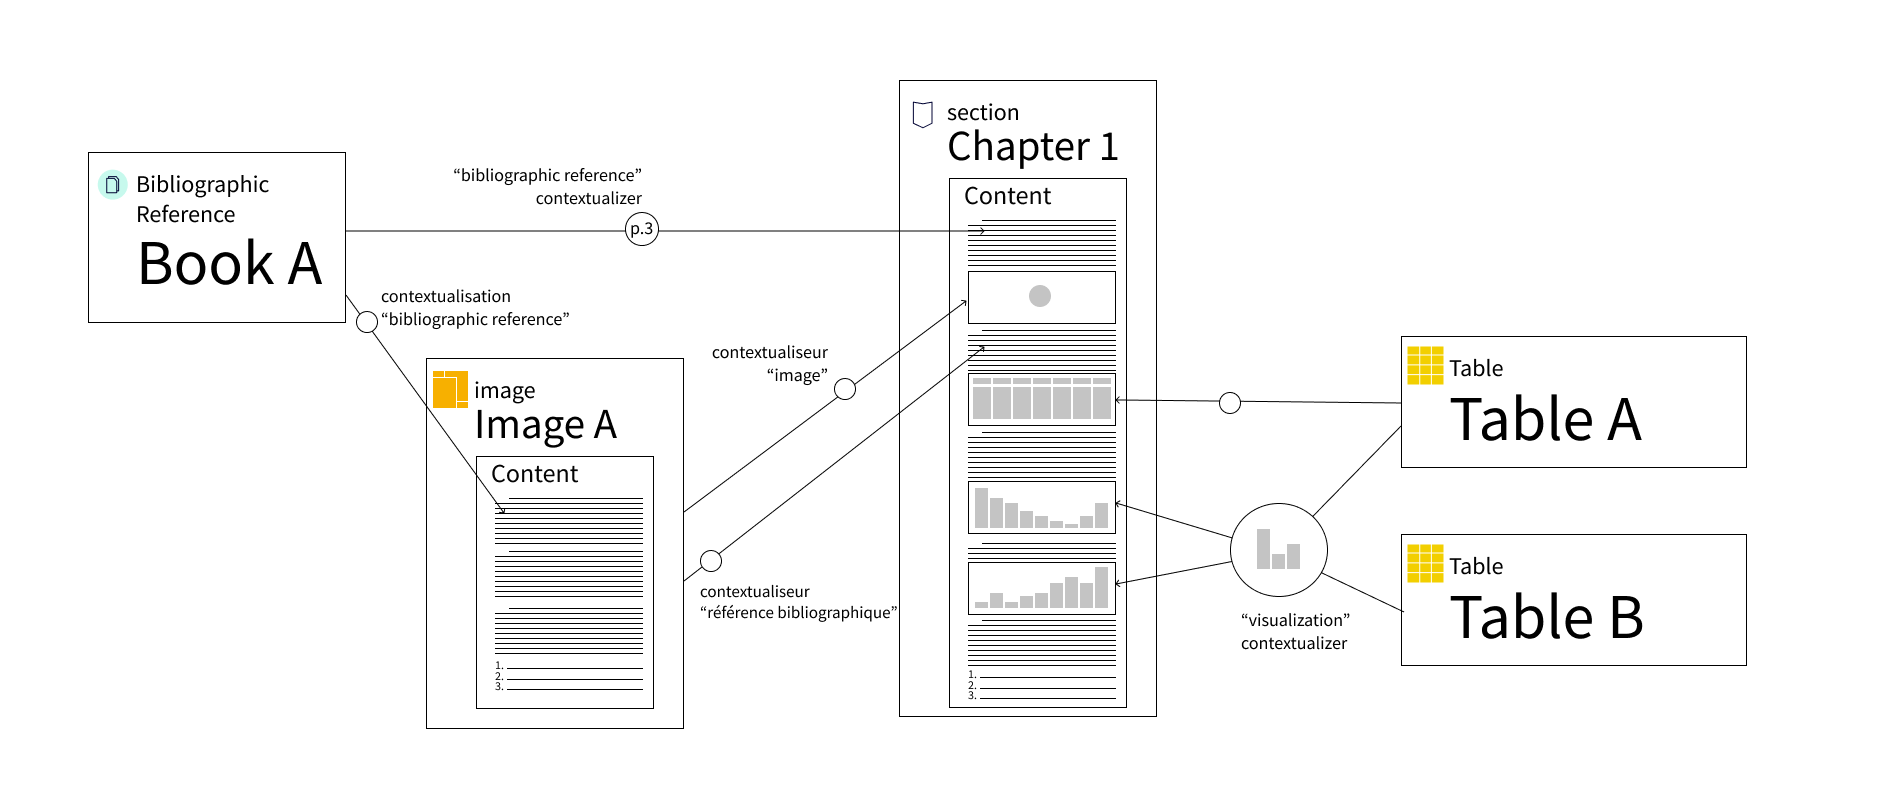 Bibliographic
Reference
Book A
“bibliographic reference”
contextualizer
p.3
contextualisation
“bibliographic reference”
image
Image A
Content
1.
2.
3.
contextualiseur
“image”
contextualiseur
“référence bibliographique”
section
Chapter 1
Content
1.
2.
3.
Table
Table A
Table
Table B
“visualization”
contextualizer